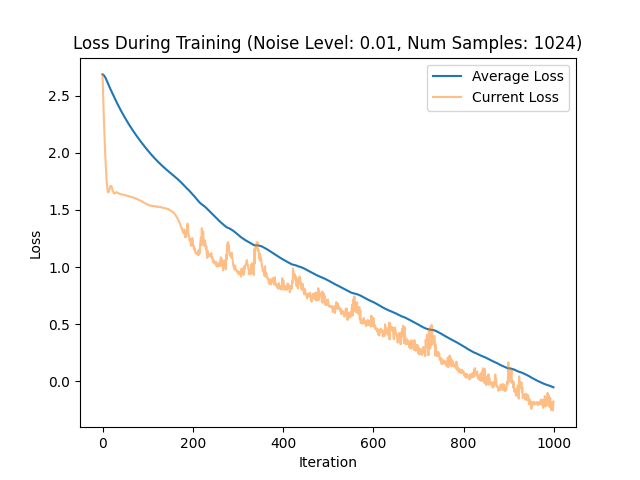 Loss During Training (Noise Level: 0.01, Num Samples: 1024)
Average Loss
Current Loss
2.5
2.0
1.5
1.0
0.5
0.0
Loss
0 200 400 600 800 1000
Iteration